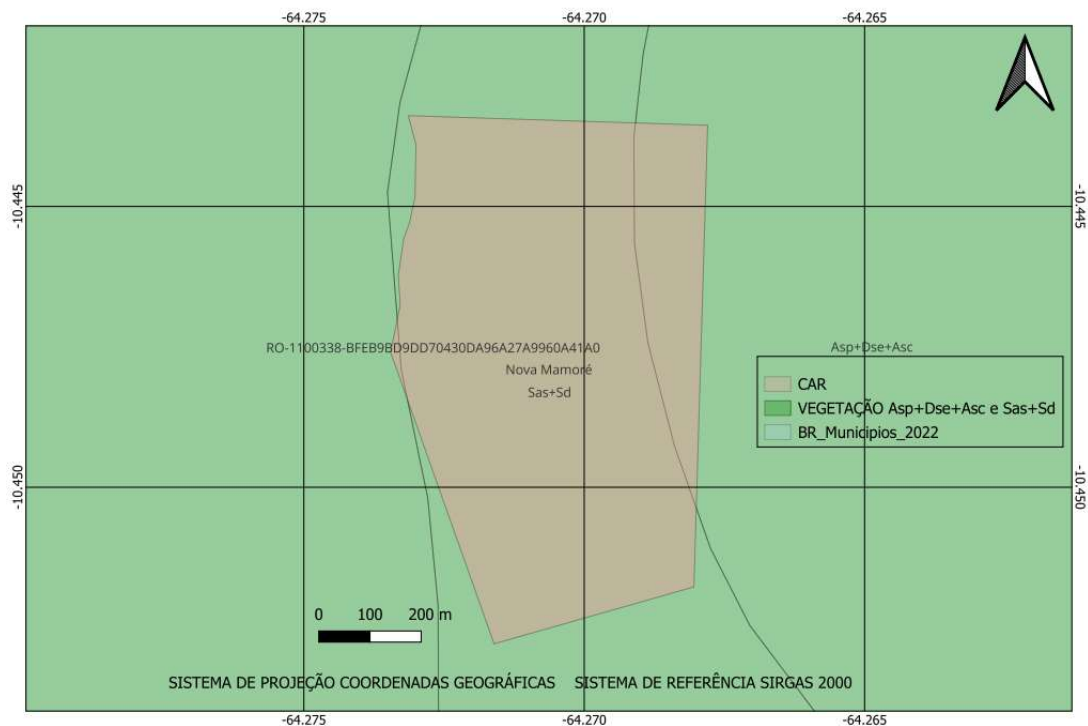 -64.275
-64.270
-64.265
-10.445
-10.445
RO-1100338-BFEB9BD9DD70430DA96A27A9960A41A0
Asp+Dse+Asc
Nova Mamoré
Sas+Sd
CAR
VEGETAÇÃO Asp+Dse+Asc e Sas+Sd
BR_Municipios_2022
-10.450
-10.450
0 100 200 m
SISTEMA DE PROJEÇÃO COORDENADAS GEOGRÁFICAS SISTEMA DE REFERÊNCIA SIRGAS 2000
-64.275
-64.270
-64.265